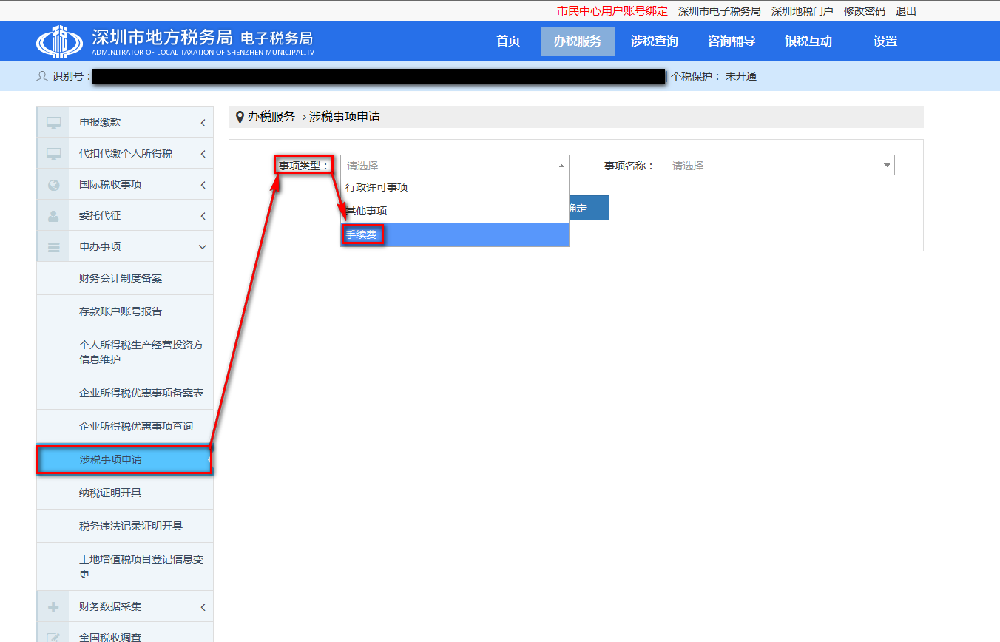 市民中心用户账号绑定 深圳市电子税务局 深圳地税门户 修改密码 退出
深圳市地方税务局 电子税务局
ADMINITRATOR OF LOCAL TAXATION OF SHENZHEN MUNICIPALITV
首页 办税服务 涉税查询 咨询辅导 银税互动 设置
识别号: 个税保护: 未开通
申报缴款
代扣代缴个人所得税
国际税收事项
委托代征
申办事项
财务会计制度备案
存款账户账号报告
个人所得税生产经营投资方
信息维护
企业所得税优惠事项备案表
企业所得税优惠事项查询
涉税事项申请
纳税证明开具
税务违法记录证明开具
土地增值税项目登记信息变
更
财务数据采集
全国税收调查
办税服务 ›涉税事项申请
事项类型: 请选择 事项名称: 请选择
行政许可事项
其他事项
手续费
确定